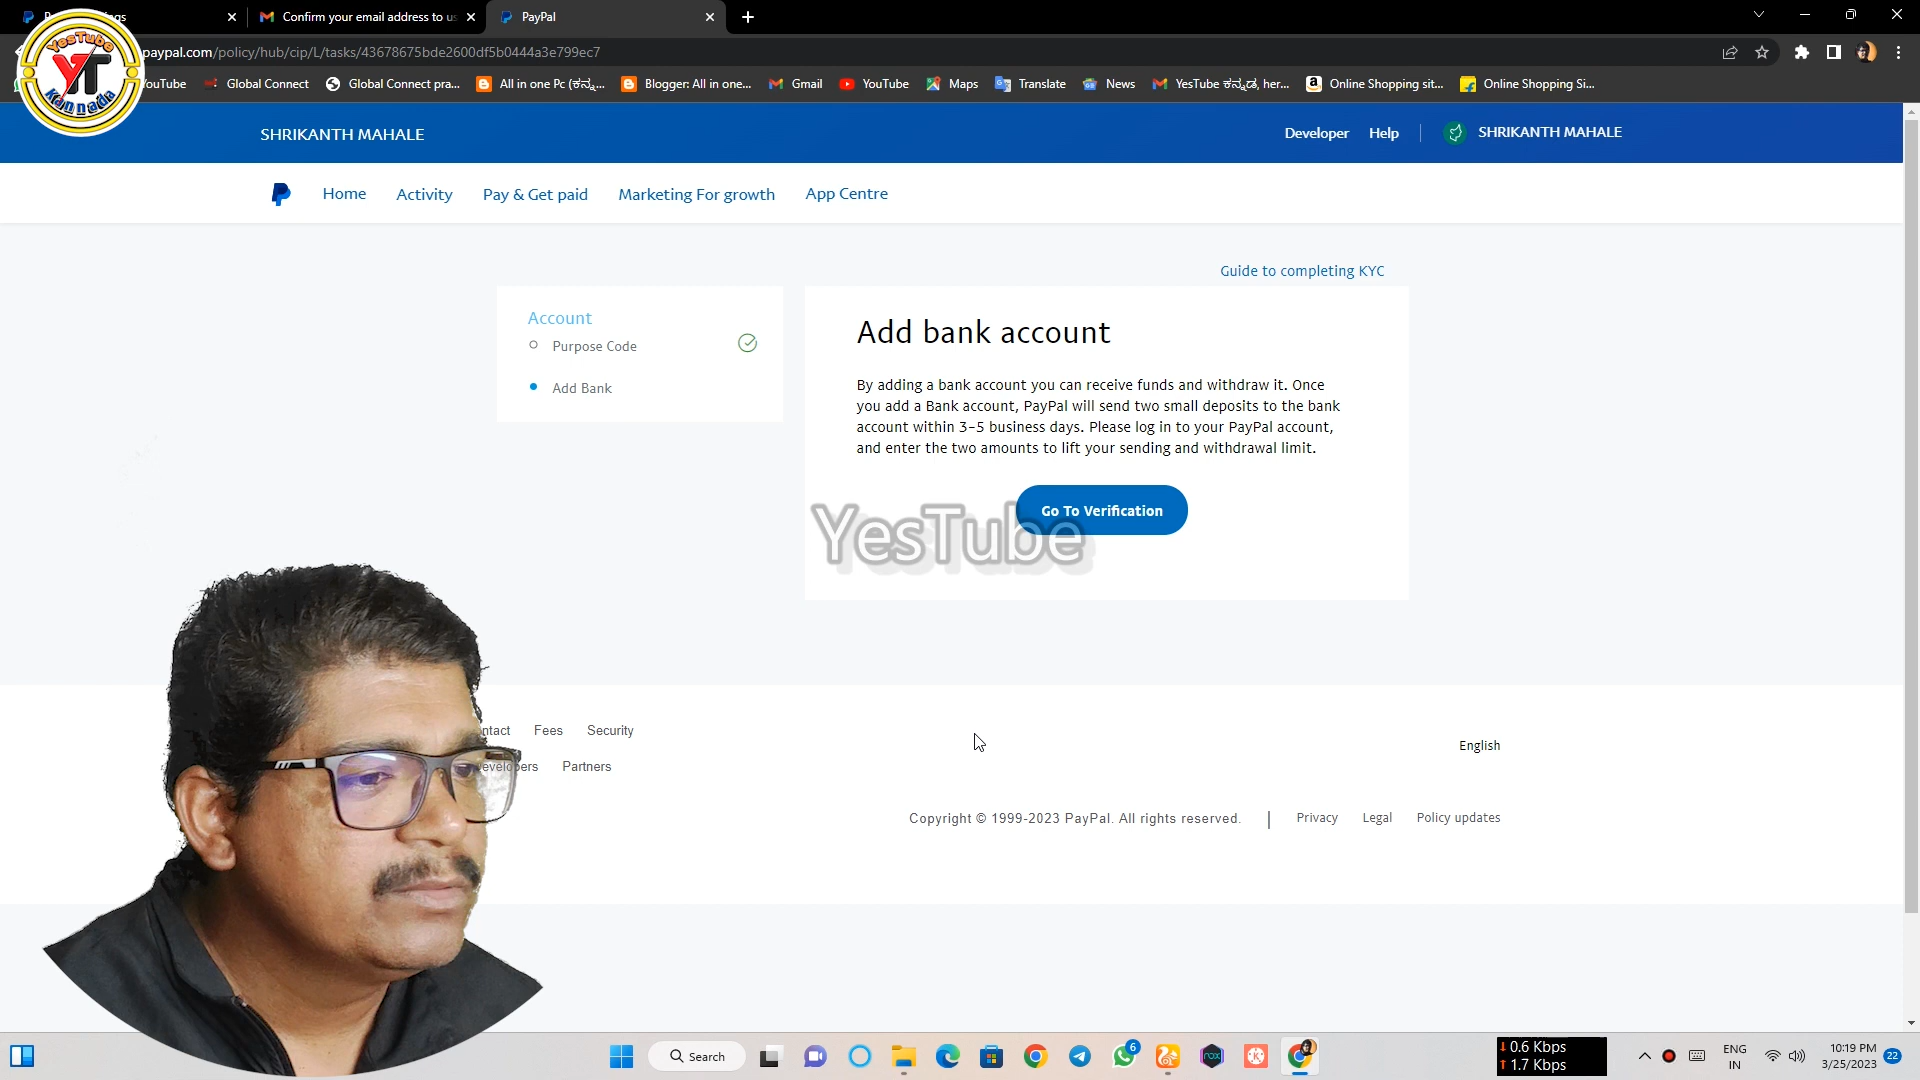 Confirm your email address to us
PayPal
YesTube
YT
ಕನ್ನಡ
paypal.com/policy/hub/cip/L/tasks/43678675bde2600df5b0444a3e799ec7
YouTube
Global Connect
Global Connect pra...
All in one Pc (ಕನ್ನ...
Blogger: All in one...
Gmail
YouTube
Maps
Translate
News
YesTube ಕನ್ನಡ, her...
Online Shopping sit...
Online Shopping Si...
SHRIKANTH MAHALE
Developer
Help
SHRIKANTH MAHALE
Home
Activity
Pay & Get paid
Marketing For growth
App Centre
Guide to completing KYC
Account
Purpose Code
Add Bank
Add bank account
By adding a bank account you can receive funds and withdraw it. Once
you add a Bank account, PayPal will send two small deposits to the bank
account within 3-5 business days. Please log in to your PayPal account,
and enter the two amounts to lift your sending and withdrawal limit.
Go To Verification
YesTube
Fees
Security
Partners
English
Copyright © 1999-2023 PayPal. All rights reserved.
Privacy
Legal
Policy updates
Search
6
0.6 Kbps
1.7 Kbps
ENG
IN
10:19 PM
3/25/2023
22